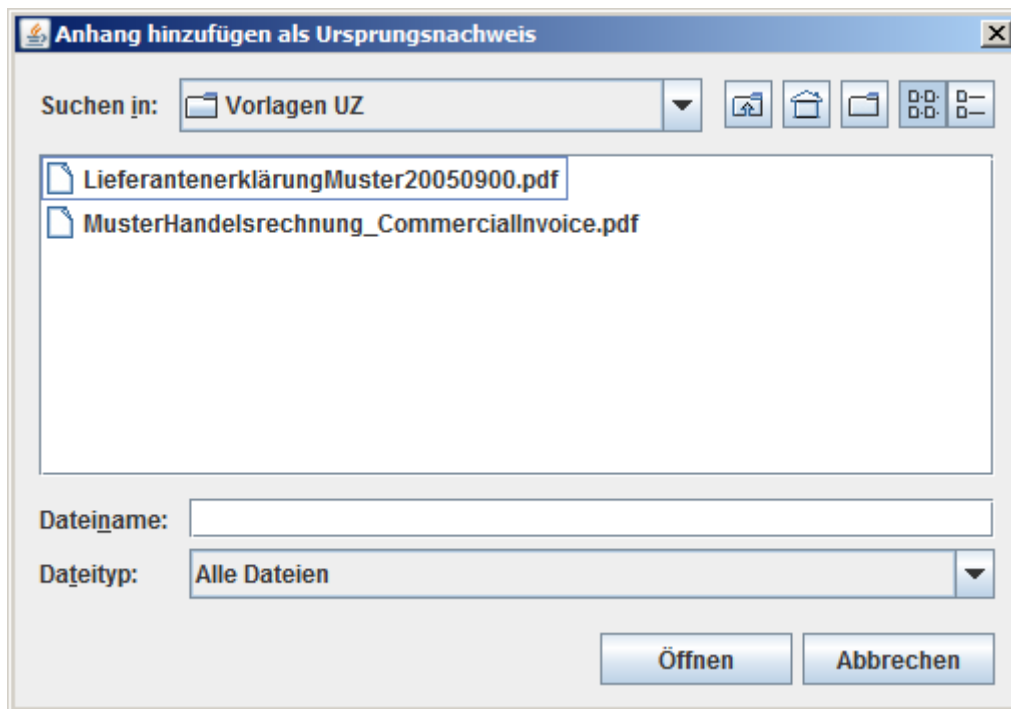 Anhang hinzufügen als Ursprungsnachweis
Suchen in: Vorlagen UZ
LieferantenerklärungMuster20050900.pdf
MusterHandelsrechnung_CommercialInvoice.pdf
Dateiname:
Dateityp: Alle Dateien
Öffnen Abbrechen